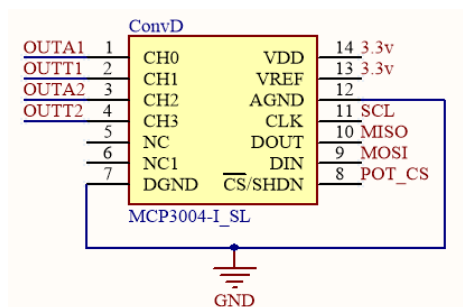 ConvD
OUTA1 1 CH0 VDD 14 3.3v
OUTT1 2 CH1 VREF 13 3.3v
OUTA2 3 CH2 AGND 12
OUTT2 4 CH3 CLK 11 SCL
5 NC DOUT 10 MISO
6 NC1 DIN 9 MOSI
7 DGND CS/SHDN 8 POT_CS
MCP3004-I_SL
GND